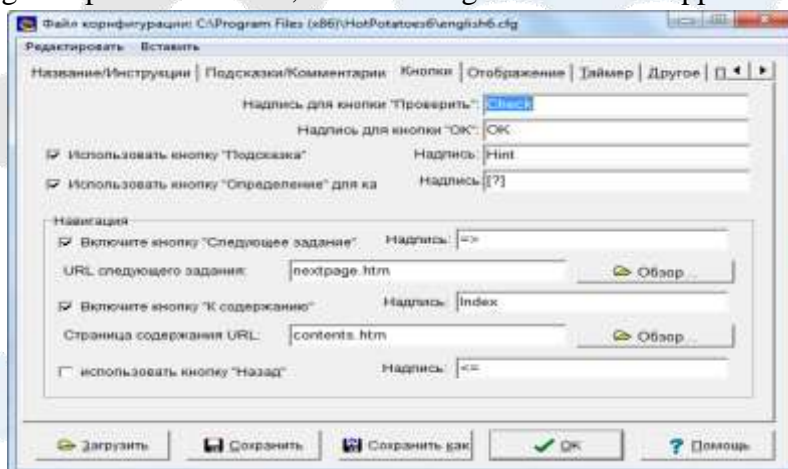 Файл корнфигурации: C:\Program Files (x86)\HotPotatoes6\english6.cfg
Редактировать Вставить
Название/Инструкции Подсказки/Комментарии Кнопки Отображение Таймер Другое П
Надпись для кнопки "Проверить": Check
Надпись для кнопки "OK": OK
Использовать кнопку "Подсказка" Надпись: Hint
Использовать кнопку "Определение" для ка Надпись: [?]
Навигация
Включите кнопку "Следующее задание" Надпись: =>
URL следующего задания: nextpage.htm Обзор...
Включите кнопку "К содержанию" Надпись: Index
Страница содержания URL: contents.htm Обзор...
использовать кнопку "Назад" Надпись: <=
Загрузить Сохранить Сохранить как OK Помощь